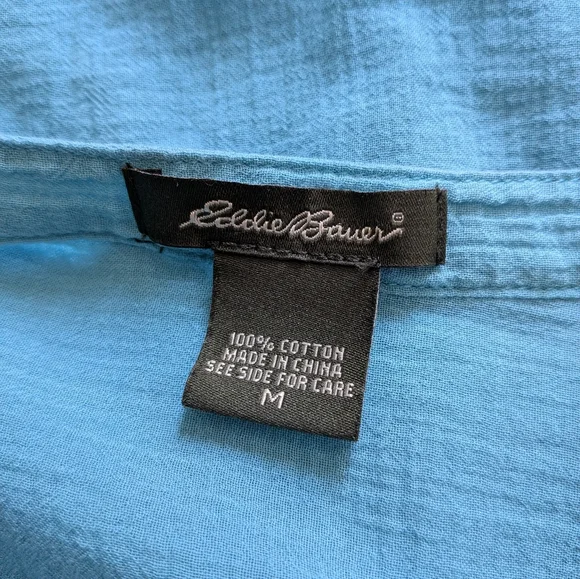 Eddie Bauer®
100% COTTON
MADE IN CHINA
SEE SIDE FOR CARE
M